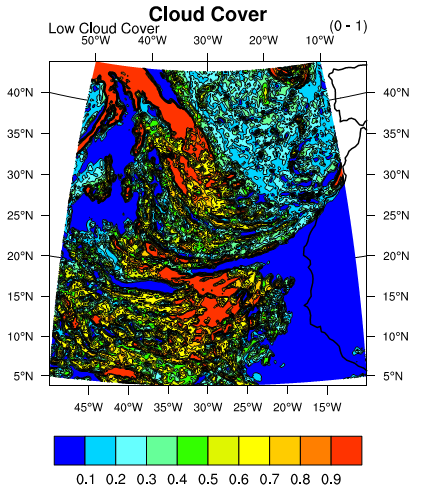 Cloud Cover
Low Cloud Cover (0 - 1)
50°W 40°W 30°W 20°W 10°W
40°N 40°N
35°N 35°N
30°N 30°N
25°N 25°N
20°N 20°N
15°N 15°N
10°N 10°N
5°N 5°N
45°W 40°W 35°W 30°W 25°W 20°W 15°W
0.1 0.2 0.3 0.4 0.5 0.6 0.7 0.8 0.9